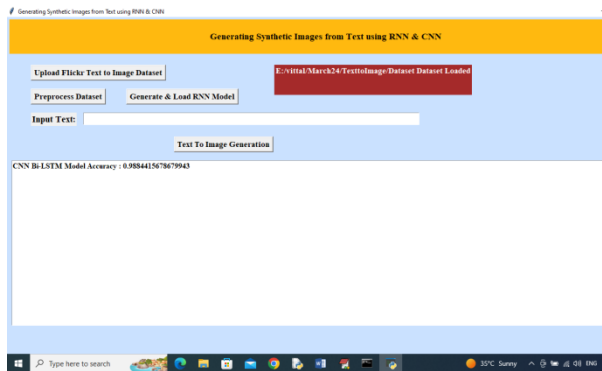 Generating Synthetic Images from Text using RNN & CNN
Generating Synthetic Images from Text using RNN & CNN
Upload Flickr Text to Image Dataset
E:/vittal/March24/TexttoImage/Dataset Dataset Loaded
Preprocess Dataset
Generate & Load RNN Model
Input Text:
Text To Image Generation
CNN Bi-LSTM Model Accuracy : 0.9884415678679943
Type here to search
35°C Sunny
ENG